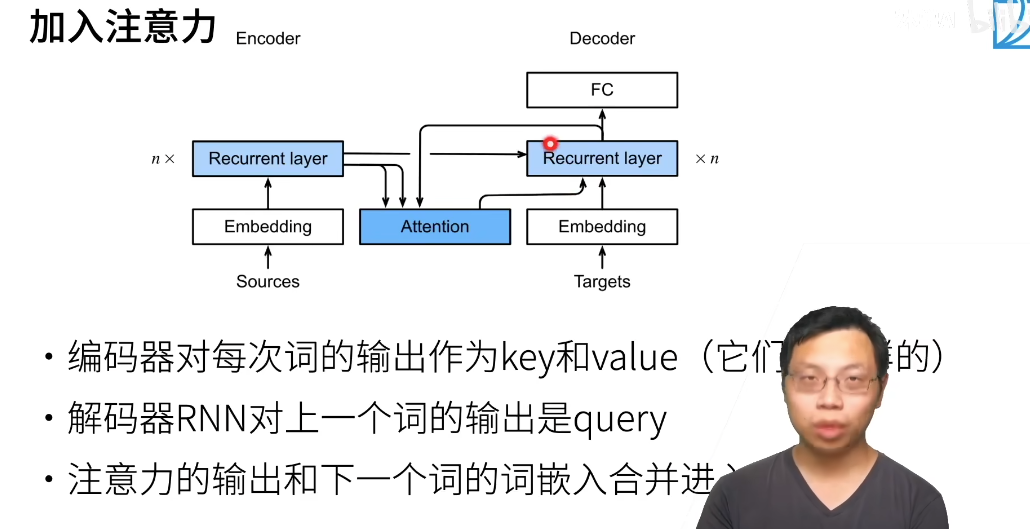 加入注意力
Encoder
Decoder
FC
n ×
Recurrent layer
Recurrent layer
× n
Embedding
Attention
Embedding
Sources
Targets
• 编码器对每次词的输出作为key和value（它们 的）
• 解码器RNN对上一个词的输出是query
• 注意力的输出和下一个词的词嵌入合并进